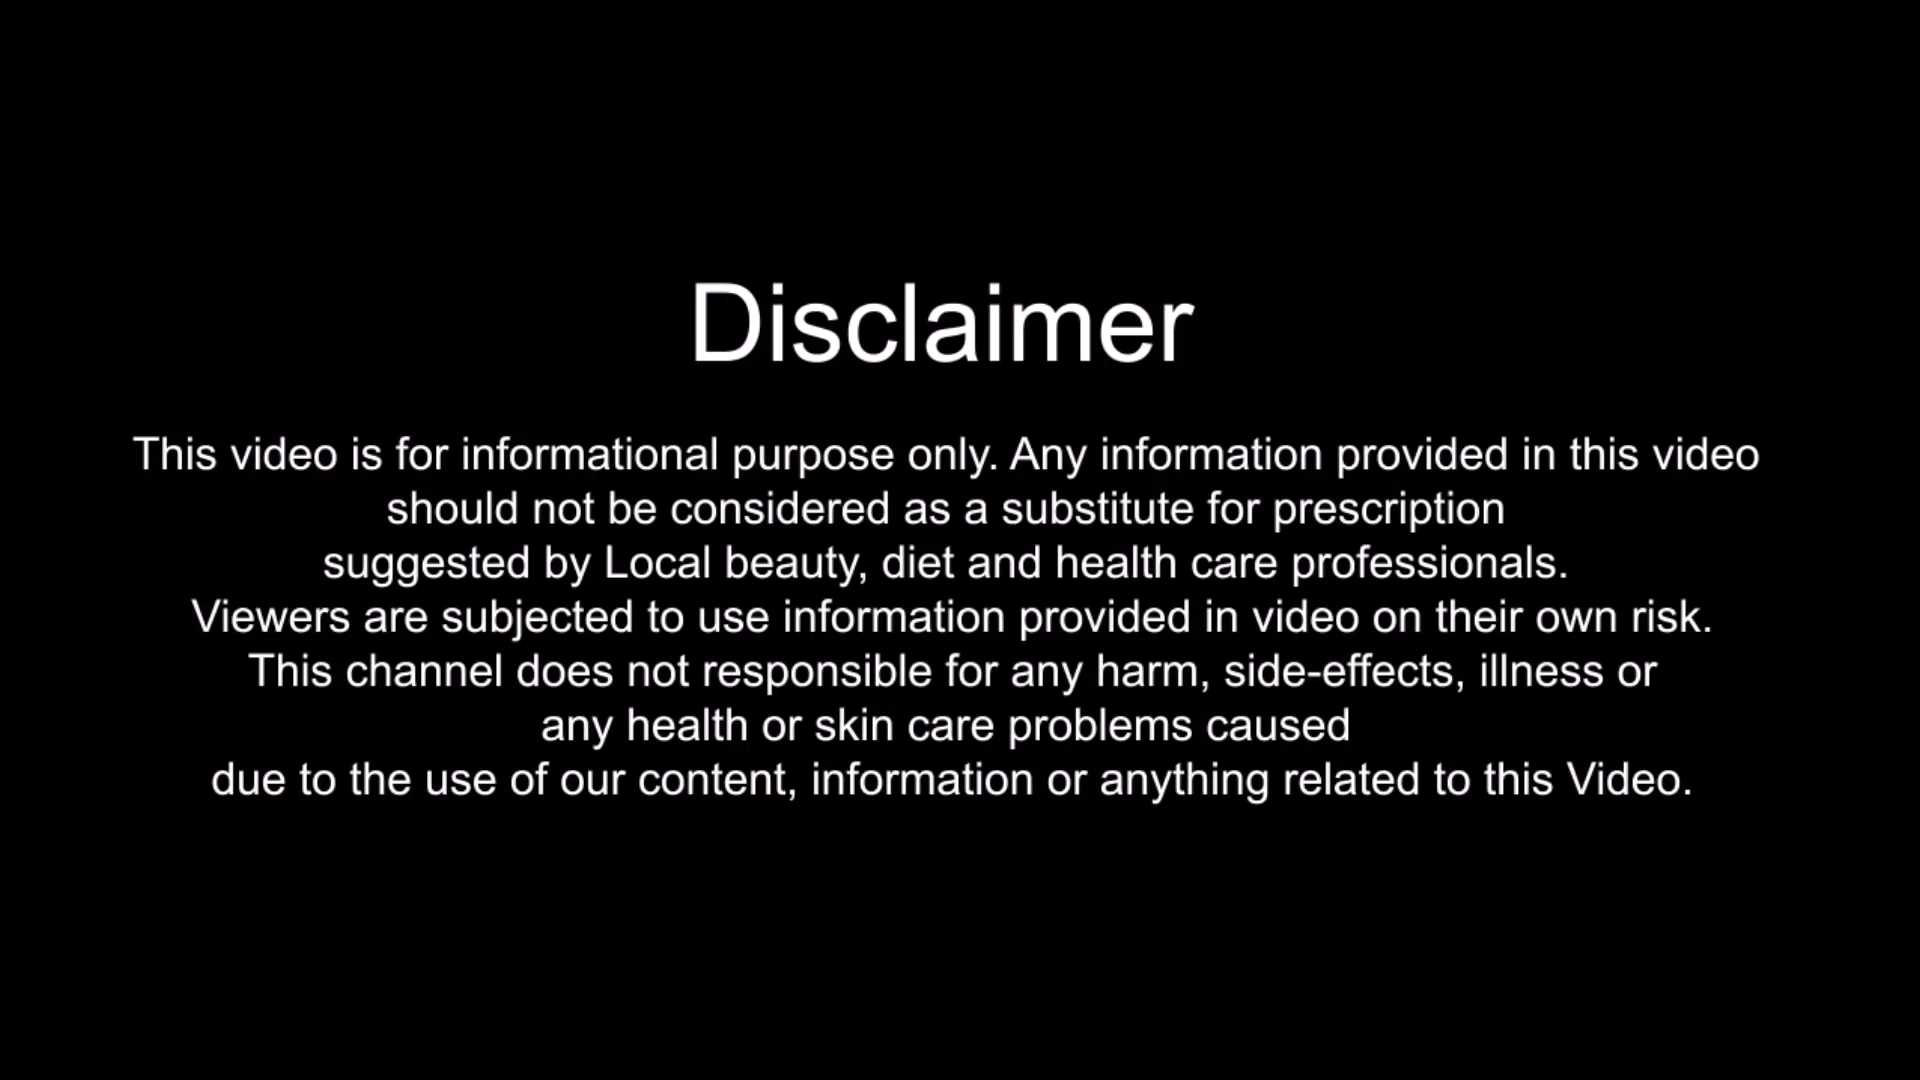 Disclaimer
This video is for informational purpose only. Any information provided in this video
should not be considered as a substitute for prescription
suggested by Local beauty, diet and health care professionals.
Viewers are subjected to use information provided in video on their own risk.
This channel does not responsible for any harm, side-effects, illness or
any health or skin care problems caused
due to the use of our content, information or anything related to this Video.